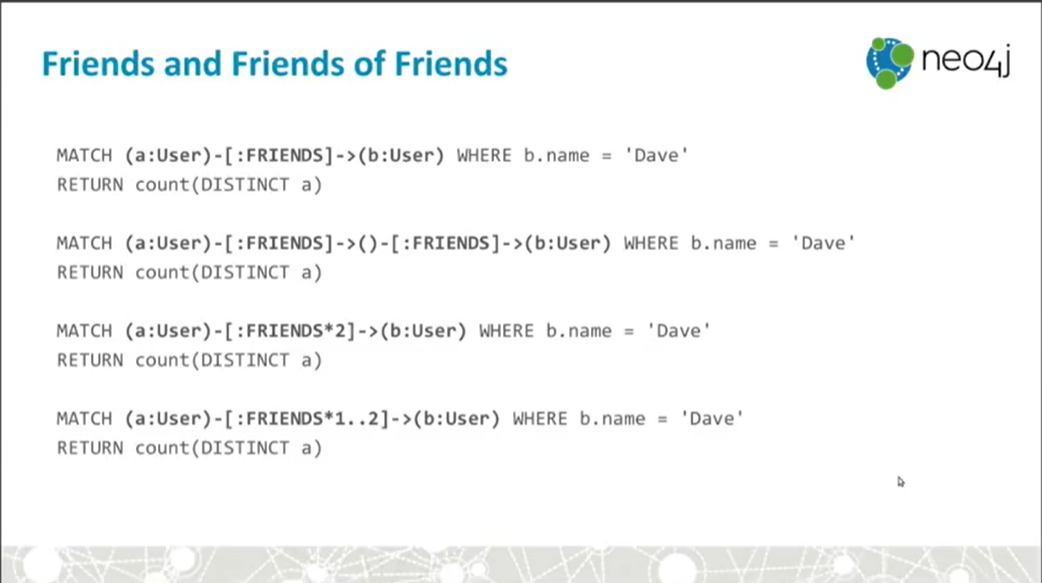 Friends and Friends of Friends
neo4j
MATCH (a:User)-[:FRIENDS]->(b:User) WHERE b.name = 'Dave'
RETURN count(DISTINCT a)
MATCH (a:User)-[:FRIENDS]->()-[:FRIENDS]->(b:User) WHERE b.name = 'Dave'
RETURN count(DISTINCT a)
MATCH (a:User)-[:FRIENDS*2]->(b:User) WHERE b.name = 'Dave'
RETURN count(DISTINCT a)
MATCH (a:User)-[:FRIENDS*1..2]->(b:User) WHERE b.name = 'Dave'
RETURN count(DISTINCT a)